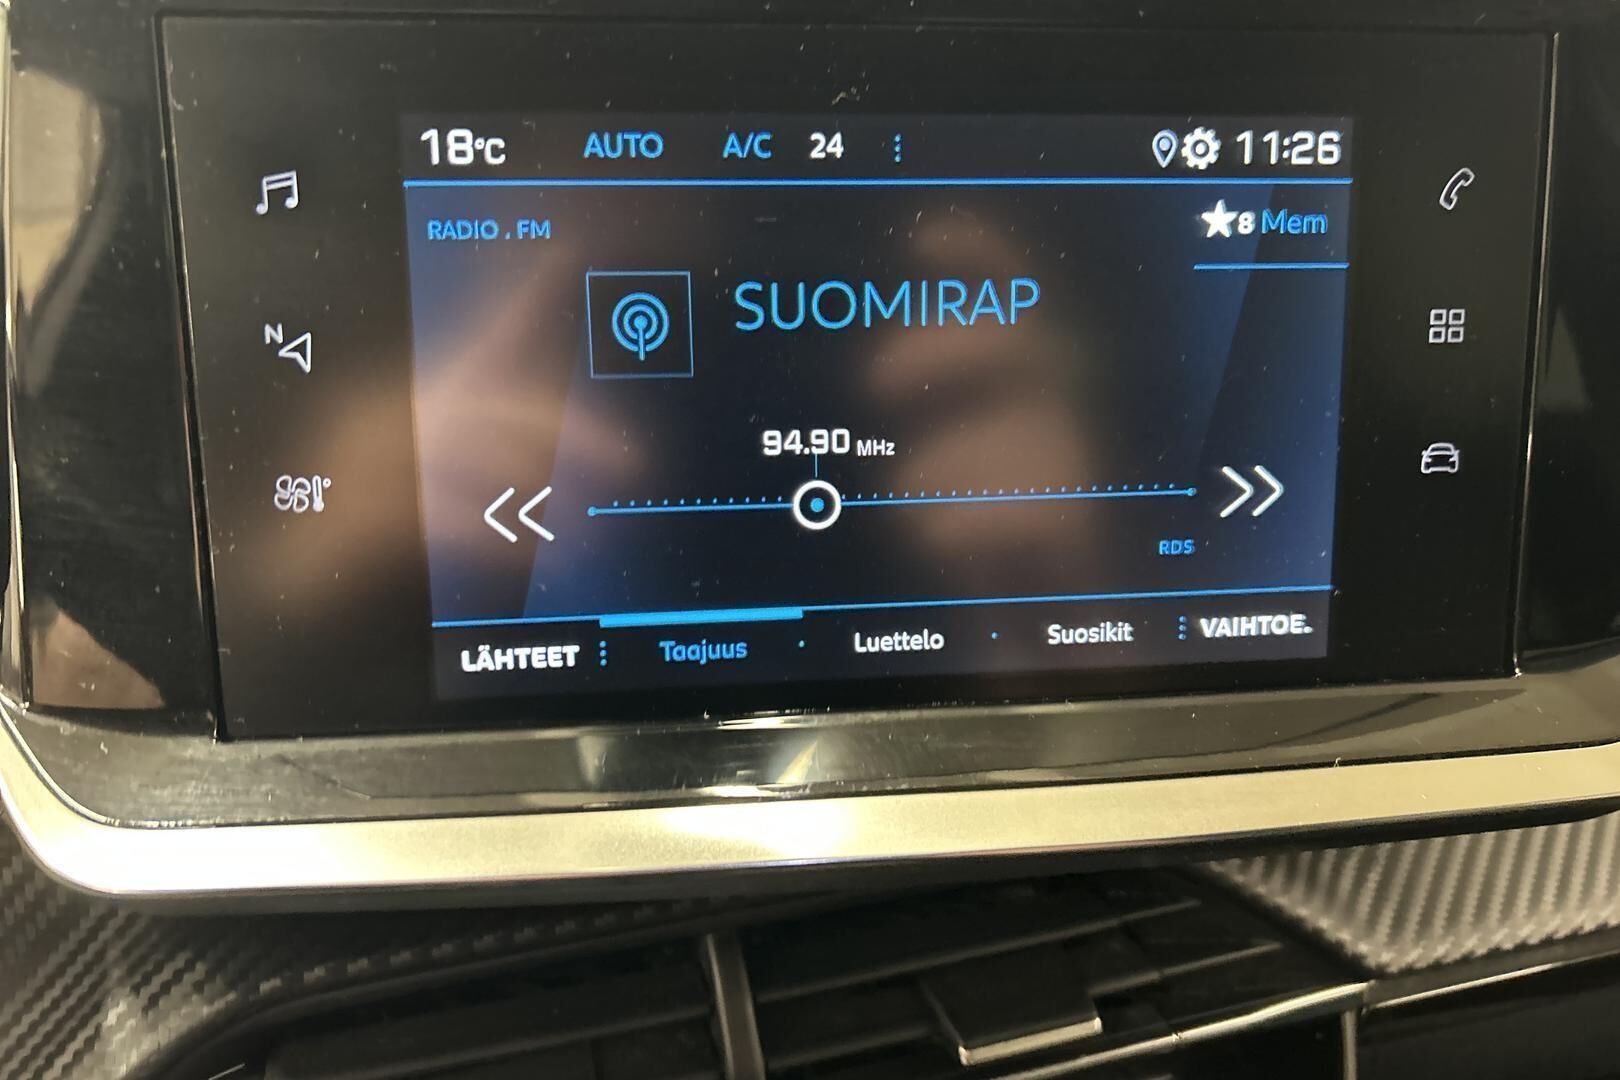 18°C AUTO A/C 24 11:26
RADIO . FM
8 Mem
SUOMIRAP
N
94.90 MHz
RDS
LÄHTEET Taajuus Luettelo Suosikit VAIHTOE.